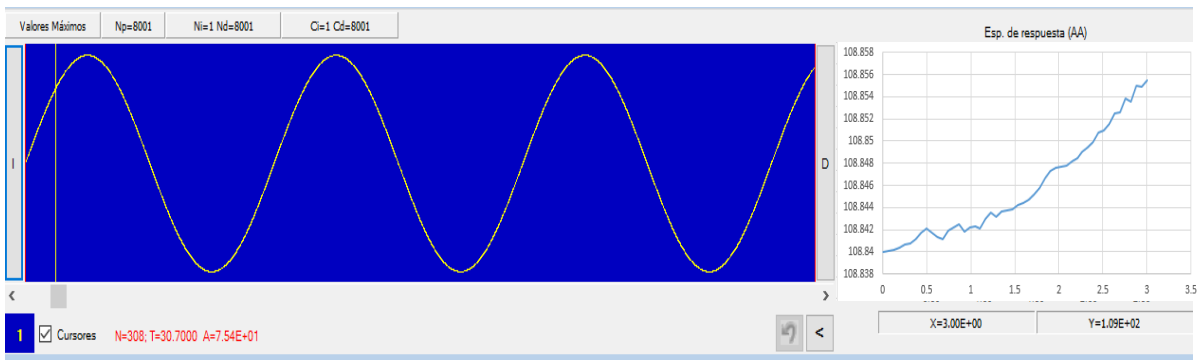 Valores Máximos Np=8001 Ni=1 Nd=8001 Ci=1 Cd=8001
Esp. de respuesta (AA)
108.858
108.856
108.854
108.852
108.85
108.848
108.846
108.844
108.842
108.84
108.838
I
D
0 0.5 1 1.5 2 2.5 3 3.5
< >
X=3.00E+00 Y=1.09E+02
1 Cursores N=308; T=30.7000 A=7.54E+01 <